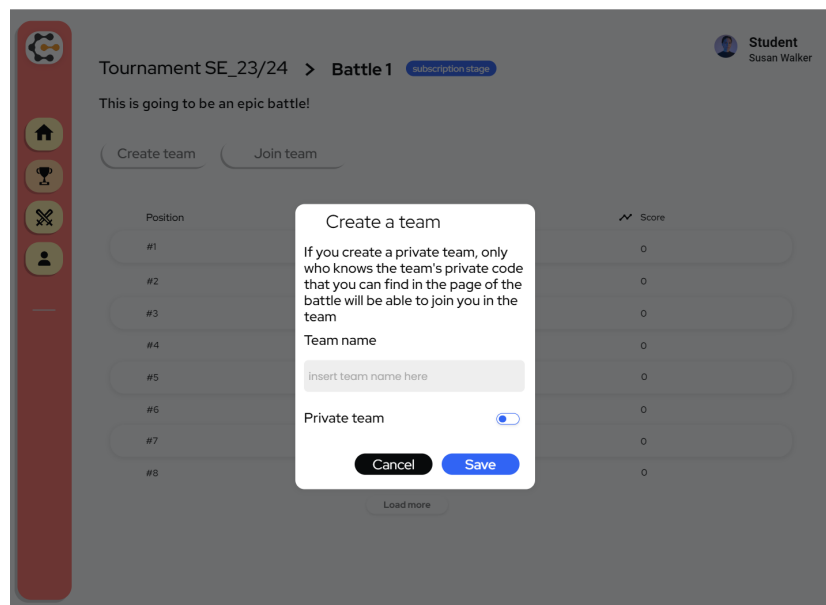 Student
Susan Walker
Tournament SE_23/24 > Battle 1 subscription stage
This is going to be an epic battle!
Create team Join team
Position Score
#1 0
#2 0
#3 0
#4 0
#5 0
#6 0
#7 0
#8 0
Create a team
If you create a private team, only
who knows the team's private code
that you can find in the page of the
battle will be able to join you in the
team
Team name
insert team name here
Private team
Cancel Save
Load more